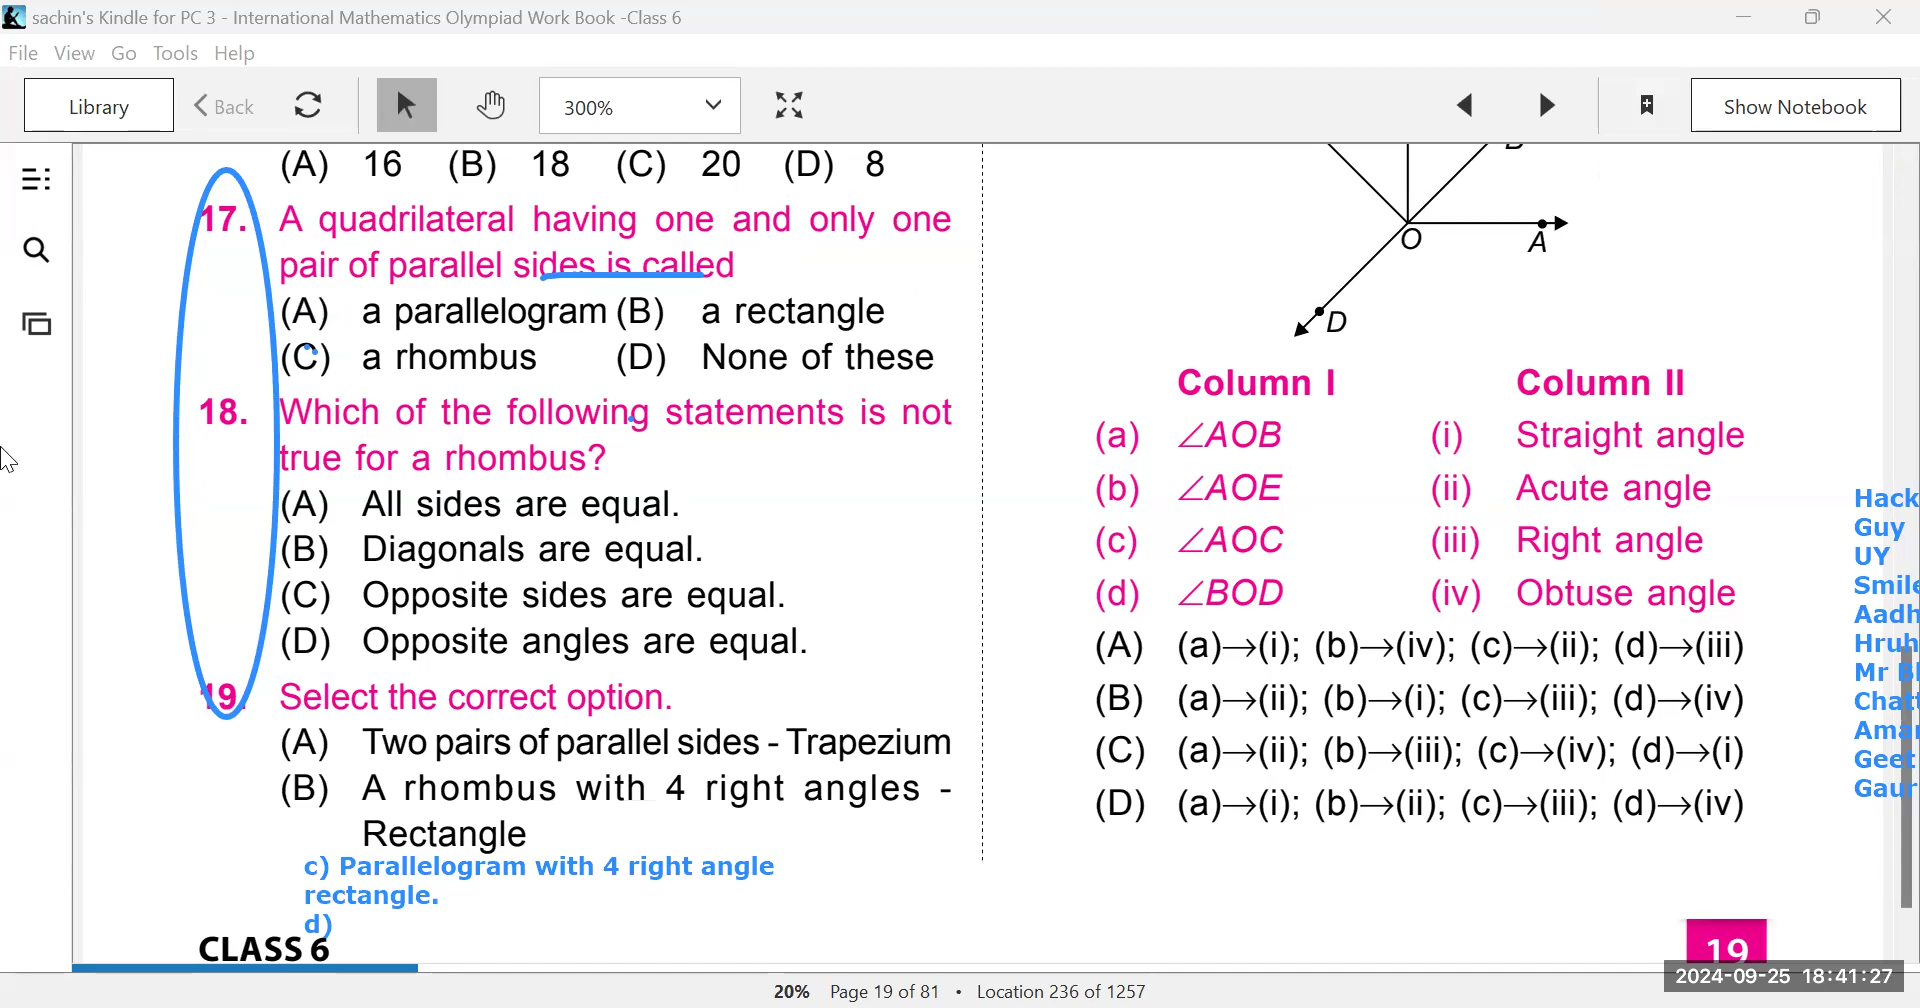 sachin's Kindle for PC 3 - International Mathematics Olympiad Work Book -Class 6
File View Go Tools Help
Library
Back
300%
Show Notebook
(A) 16 (B) 18 (C) 20 (D) 8
17. A quadrilateral having one and only one
pair of parallel sides is called
(A) a parallelogram (B) a rectangle
(C) a rhombus (D) None of these
18. Which of the following statements is not
true for a rhombus?
(A) All sides are equal.
(B) Diagonals are equal.
(C) Opposite sides are equal.
(D) Opposite angles are equal.
19. Select the correct option.
(A) Two pairs of parallel sides - Trapezium
(B) A rhombus with 4 right angles -
Rectangle
c) Parallelogram with 4 right angle
rectangle.
d)
CLASS 6
O
A
D
Column I Column II
(a) ∠AOB (i) Straight angle
(b) ∠AOE (ii) Acute angle
(c) ∠AOC (iii) Right angle
(d) ∠BOD (iv) Obtuse angle
(A) (a)→(i); (b)→(iv); (c)→(ii); (d)→(iii)
(B) (a)→(ii); (b)→(i); (c)→(iii); (d)→(iv)
(C) (a)→(ii); (b)→(iii); (c)→(iv); (d)→(i)
(D) (a)→(i); (b)→(ii); (c)→(iii); (d)→(iv)
Hack
Guy
UY
Smile
Aadh
Hruh
Mr
Chat
Geet
Gaur
19
2024-09-25 18:41:27
20% Page 19 of 81 • Location 236 of 1257